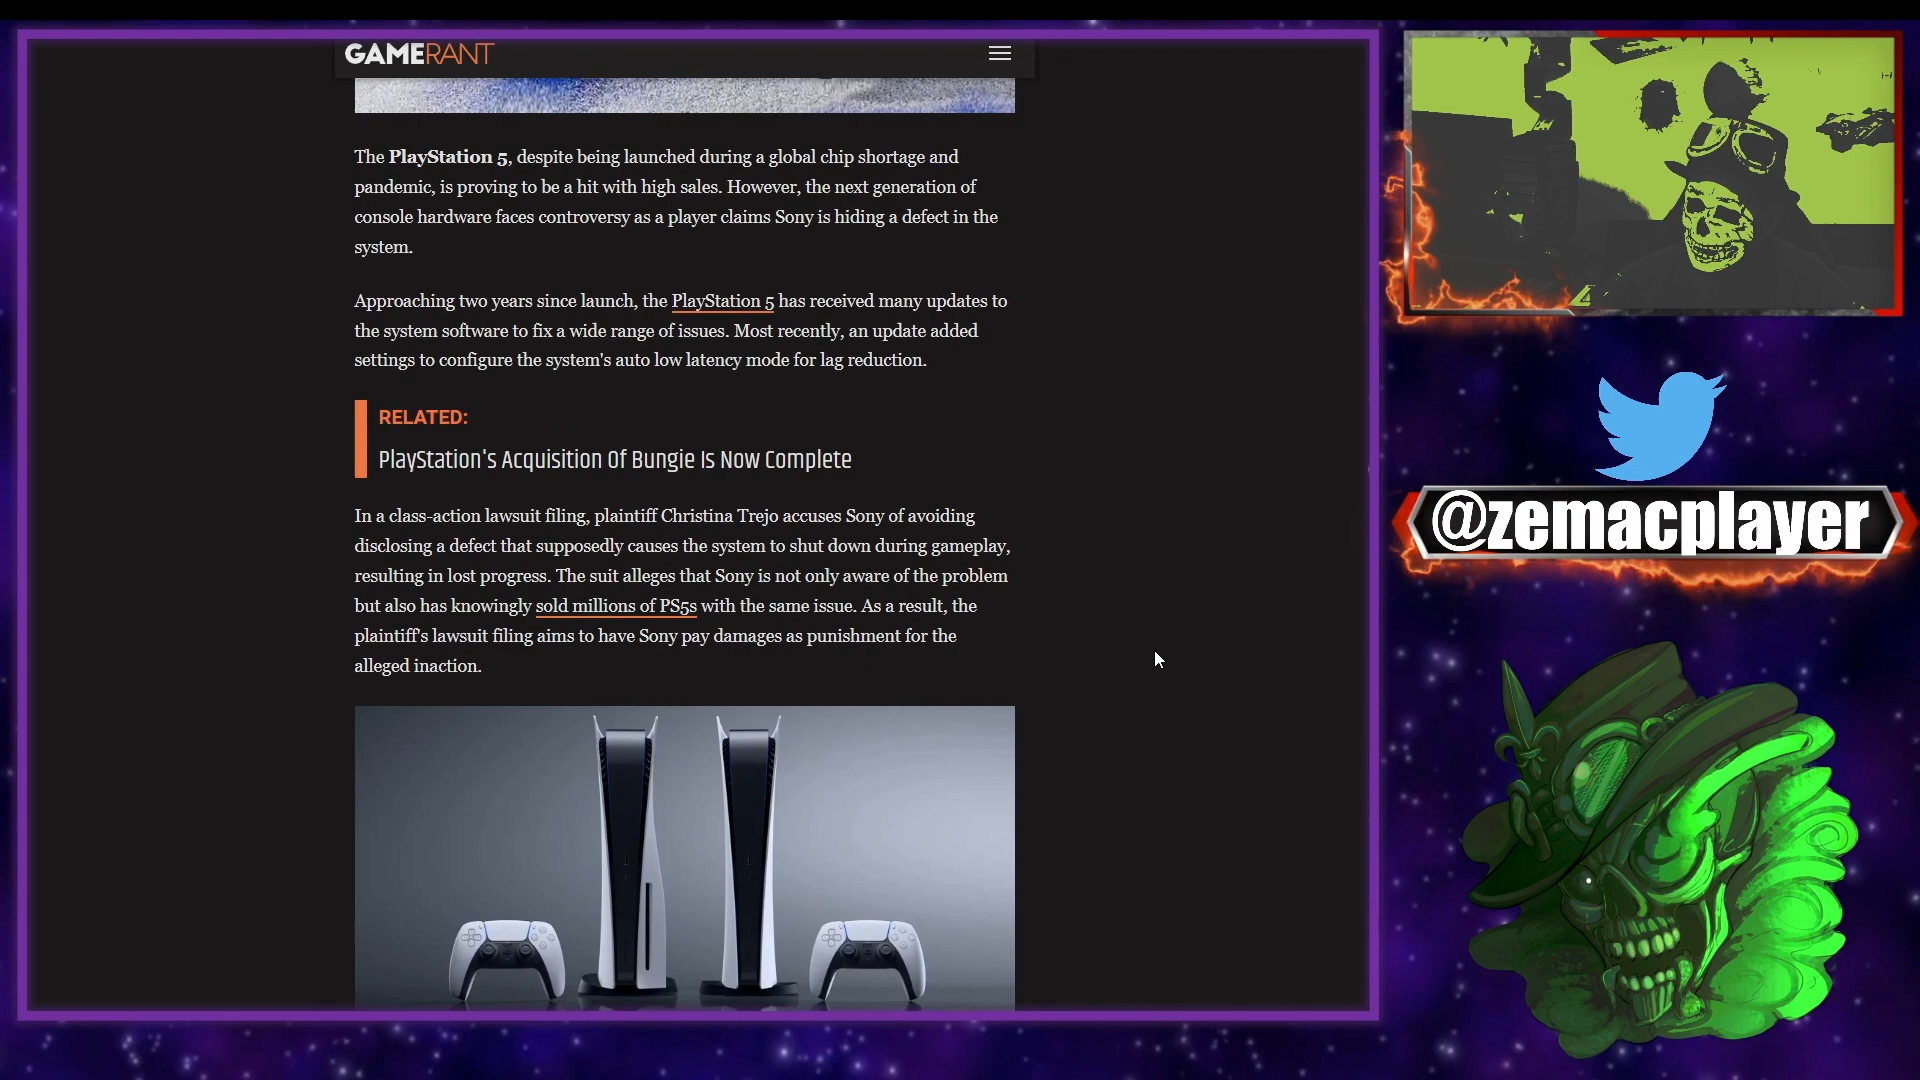 GAMERANT
The PlayStation 5, despite being launched during a global chip shortage and
pandemic, is proving to be a hit with high sales. However, the next generation of
console hardware faces controversy as a player claims Sony is hiding a defect in the
system.
Approaching two years since launch, the PlayStation 5 has received many updates to
the system software to fix a wide range of issues. Most recently, an update added
settings to configure the system's auto low latency mode for lag reduction.
RELATED:
PlayStation's Acquisition Of Bungie Is Now Complete
In a class-action lawsuit filing, plaintiff Christina Trejo accuses Sony of avoiding
disclosing a defect that supposedly causes the system to shut down during gameplay,
resulting in lost progress. The suit alleges that Sony is not only aware of the problem
but also has knowingly sold millions of PS5s with the same issue. As a result, the
plaintiff's lawsuit filing aims to have Sony pay damages as punishment for the
alleged inaction.
@zemacplayer